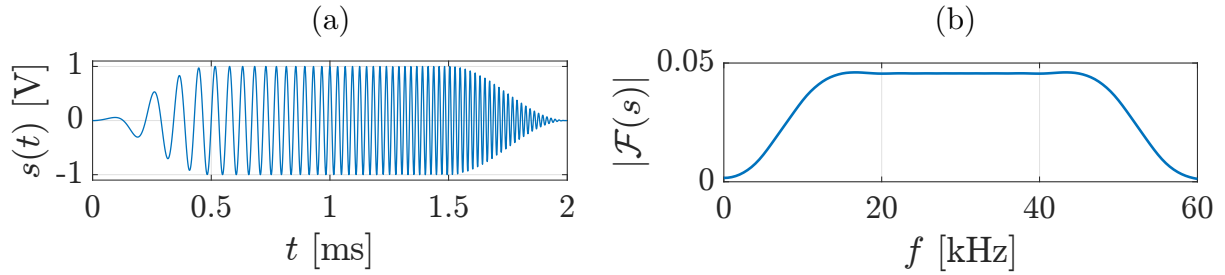 (a)
s(t) [V]
1
0
-1
0 0.5 1 1.5 2
t [ms]
(b)
|𝓕(s)|
0.05
0
0 20 40 60
f [kHz]